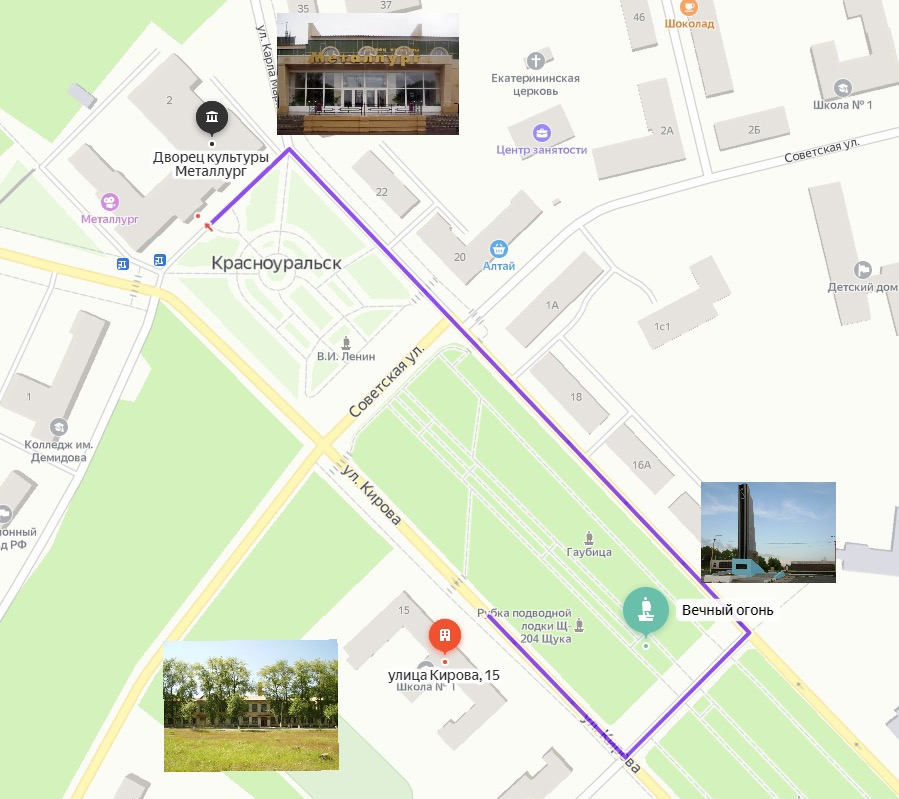 35
37
46
Шоколад
ул. Карла Мар
Металлург
Екатерининская
церковь
Школа № 1
2
2А
2Б
Центр занятости
Советская ул.
Дворец культуры
Металлург
22
Металлург
20
Алтай
Красноуральск
Детский дом
1А
1с1
В.И. Ленин
Советская ул.
1
18
Колледж им.
Демидова
16А
ул. Кирова
онный
д РФ
Гаубица
15
Рубка подводной
лодки Щ-
204 Щука
Вечный огонь
улица Кирова, 15
Школа № 1
ул. Кирова